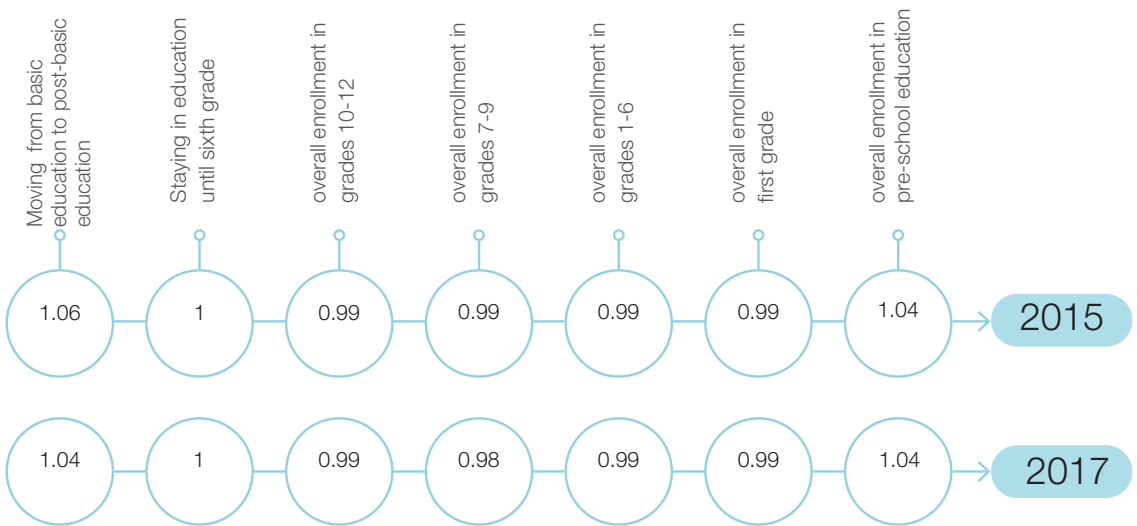 Moving from basic
education to post-basic
education
Staying in education
until sixth grade
overall enrollment in
grades 10-12
overall enrollment in
grades 7-9
overall enrollment in
grades 1-6
overall enrollment in
first grade
overall enrollment in
pre-school education
1.06 1 0.99 0.99 0.99 0.99 1.04 2015
1.04 1 0.99 0.98 0.99 0.99 1.04 2017